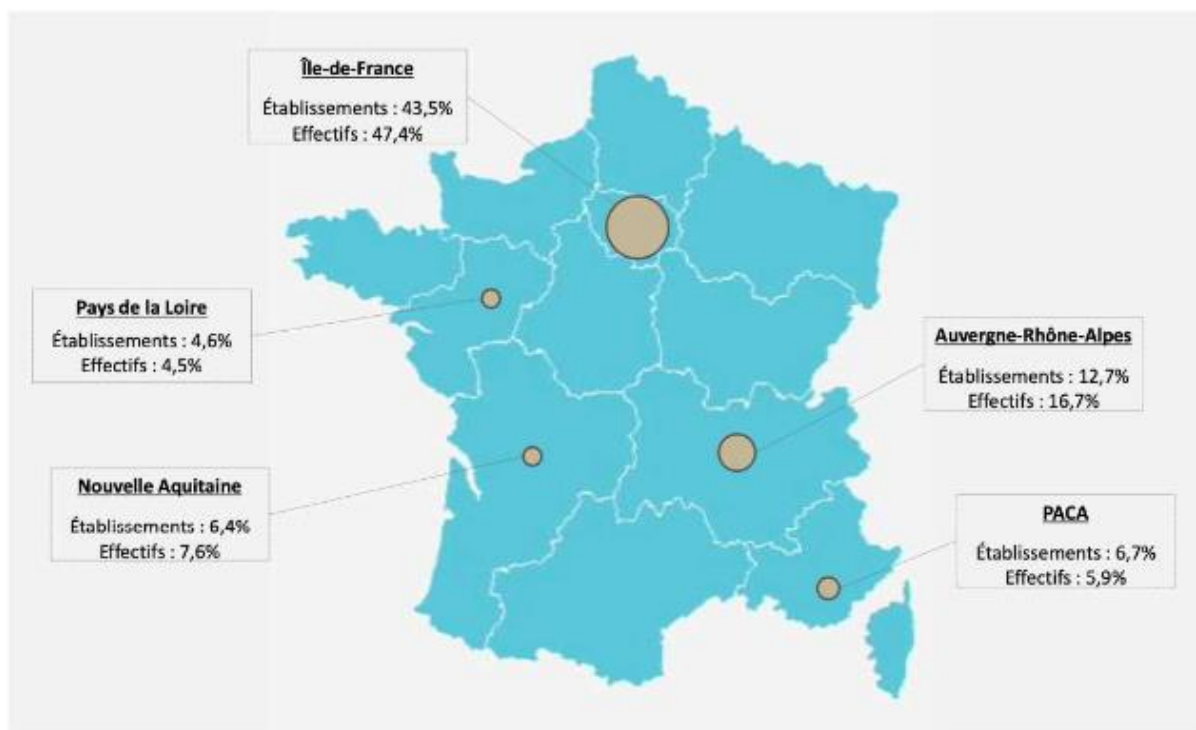 Île-de-France
Établissements : 43,5%
Effectifs : 47,4%
Pays de la Loire
Établissements : 4,6%
Effectifs : 4,5%
Auvergne-Rhône-Alpes
Établissements : 12,7%
Effectifs : 16,7%
Nouvelle Aquitaine
Établissements : 6,4%
Effectifs : 7,6%
PACA
Établissements : 6,7%
Effectifs : 5,9%